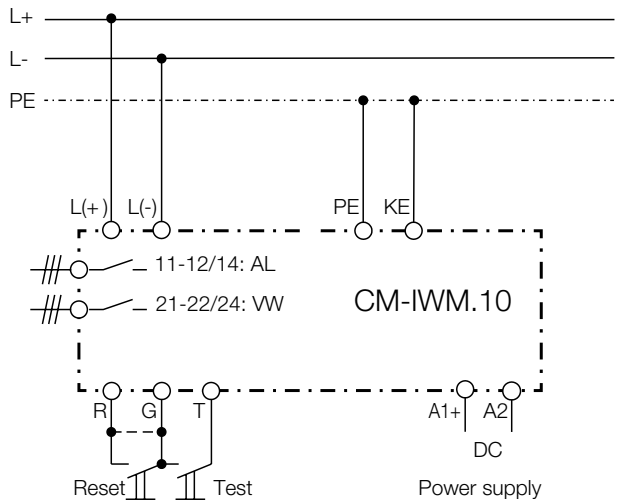 L+
L-
PE
L(+) L(-) PE KE
11-12/14: AL
21-22/24: VW
CM-IWM.10
R G T A1+ A2
DC
Reset Test Power supply